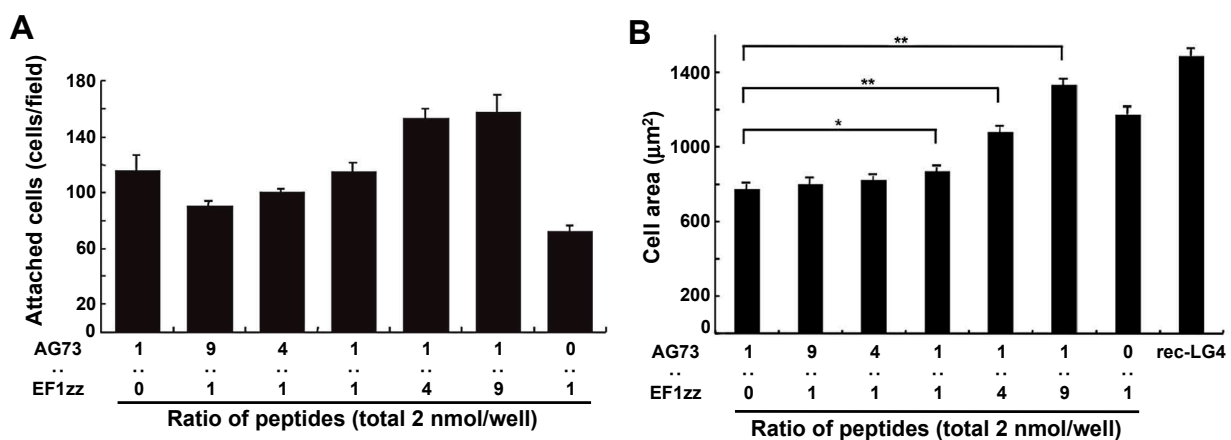 A
Attached cells (cells/field)
180
140
100
60
20
0
AG73 1 9 4 1 1 1 0
: : : : : : :
EF1zz 0 1 1 1 4 9 1
Ratio of peptides (total 2 nmol/well)
B
Cell area (µm²)
1400
1000
600
200
0
**
**
*
AG73 1 9 4 1 1 1 0 rec-LG4
: : : : : : :
EF1zz 0 1 1 1 4 9 1
Ratio of peptides (total 2 nmol/well)